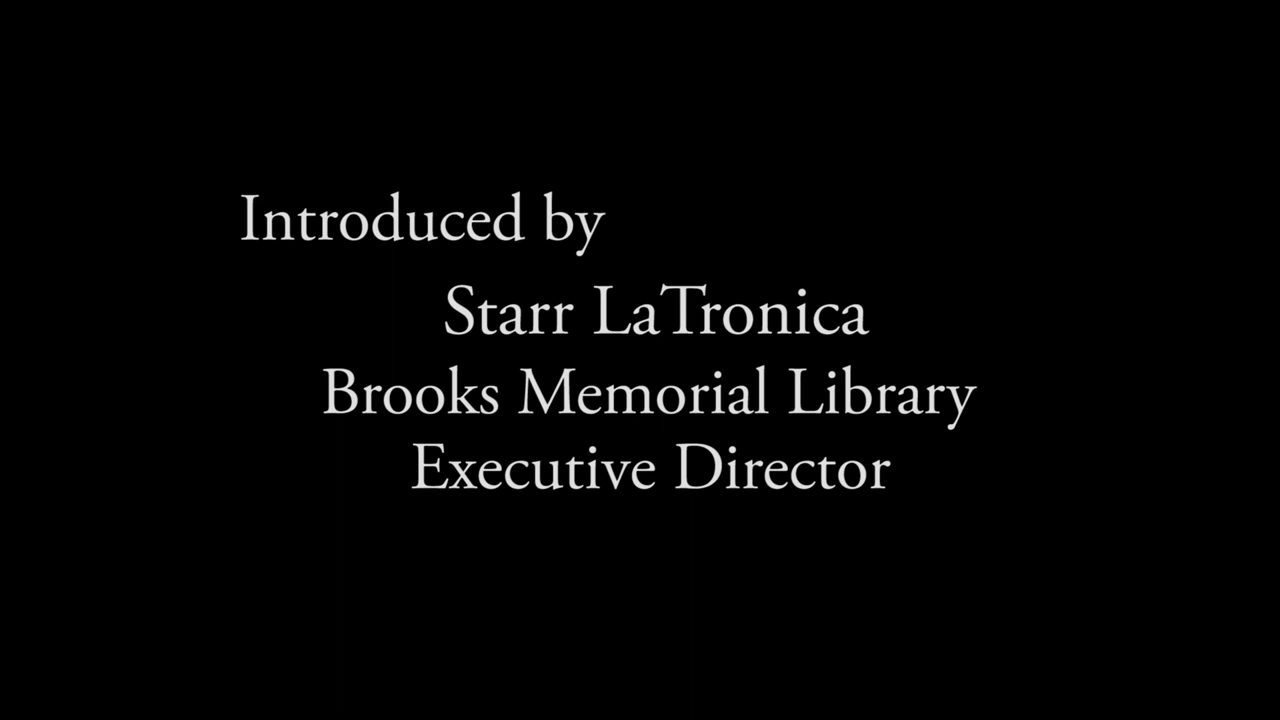 Introduced by
Starr LaTronica
Brooks Memorial Library
Executive Director